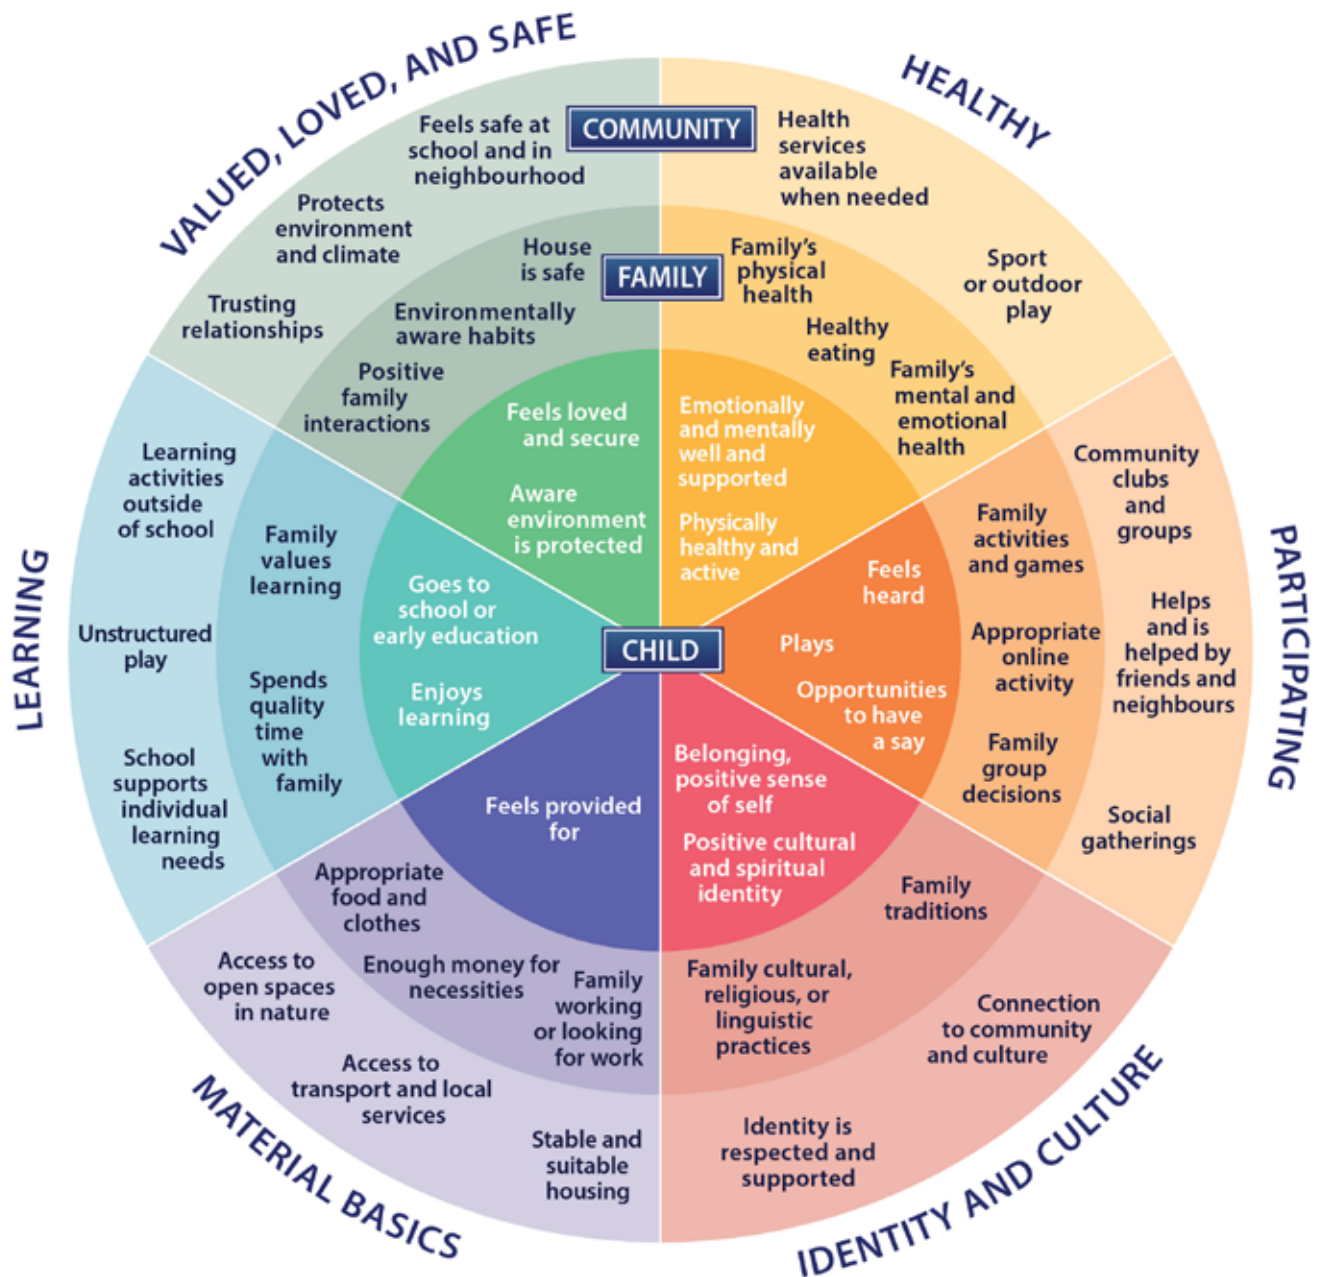 VALUED, LOVED, AND SAFE
HEALTHY
PARTICIPATING
IDENTITY AND CULTURE
MATERIAL BASICS
LEARNING
COMMUNITY
FAMILY
CHILD
Feels safe at
school and in
neighbourhood
Protects
environment
and climate
Trusting
relationships
House
is safe
Environmentally
aware habits
Positive
family
interactions
Feels loved
and secure
Aware
environment
is protected
Health
services
available
when needed
Sport
or outdoor
play
Family's
physical
health
Healthy
eating
Family's
mental and
emotional
health
Emotionally
and mentally
well and
supported
Physically
healthy and
active
Community
clubs
and
groups
Helps
and is
helped by
friends and
neighbours
Social
gatherings
Family
activities
and games
Appropriate
online
activity
Family
group
decisions
Feels
heard
Plays
Opportunities
to have
a say
Belonging,
positive sense
of self
Positive cultural
and spiritual
identity
Family
traditions
Family cultural,
religious, or
linguistic
practices
Connection
to community
and culture
Identity is
respected and
supported
Feels provided
for
Appropriate
food and
clothes
Enough money for
necessities
Family
working
or looking
for work
Access to
open spaces
in nature
Access to
transport and local
services
Stable and
suitable
housing
Learning
activities
outside
of school
Unstructured
play
School
supports
individual
learning
needs
Family
values
learning
Spends
quality
time
with
family
Goes to
school or
early education
Enjoys
learning